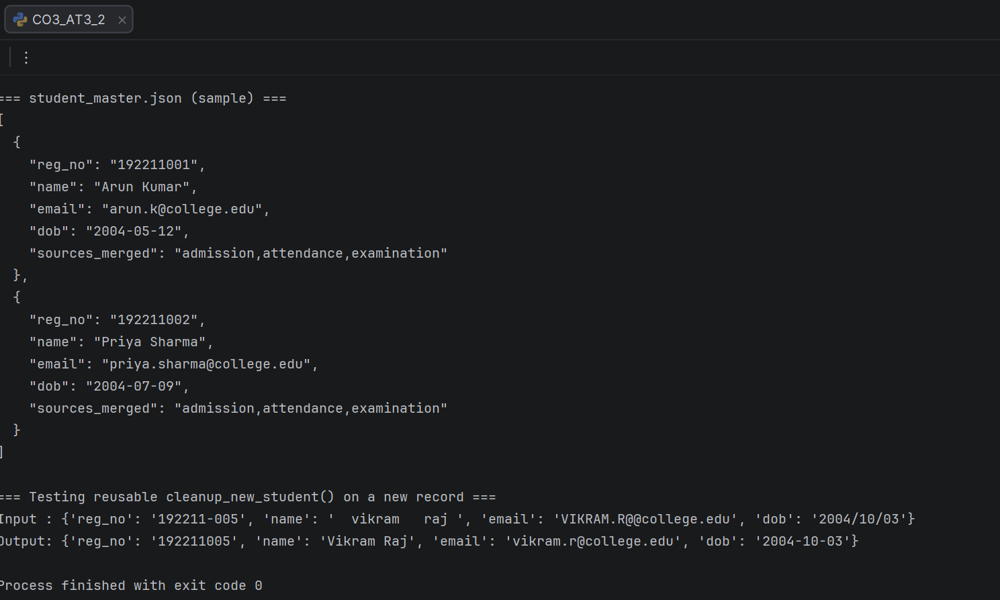 CO3_AT3_2
=== student_master.json (sample) ===
[
  {
    "reg_no": "192211001",
    "name": "Arun Kumar",
    "email": "arun.k@college.edu",
    "dob": "2004-05-12",
    "sources_merged": "admission,attendance,examination"
  },
  {
    "reg_no": "192211002",
    "name": "Priya Sharma",
    "email": "priya.sharma@college.edu",
    "dob": "2004-07-09",
    "sources_merged": "admission,attendance,examination"
  }
]
=== Testing reusable cleanup_new_student() on a new record ===
Input : {'reg_no': '192211-005', 'name': '  vikram   raj ', 'email': 'VIKRAM.R@@college.edu', 'dob': '2004/10/03'}
Output: {'reg_no': '192211005', 'name': 'Vikram Raj', 'email': 'vikram.r@college.edu', 'dob': '2004-10-03'}
Process finished with exit code 0